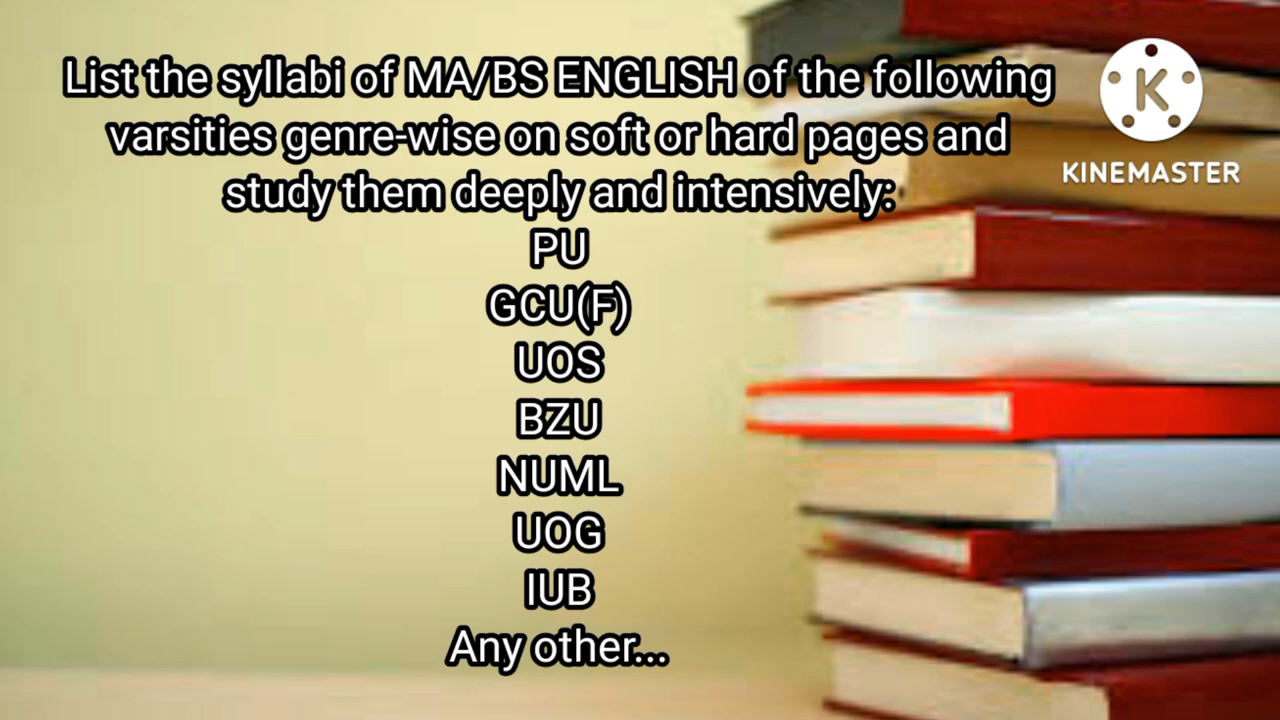 List the syllabi of MA/BS ENGLISH of the following
varsities genre-wise on soft or hard pages and
study them deeply and intensively:
PU
GCU(F)
UOS
BZU
NUML
UOG
IUB
Any other...
K
KINEMASTER